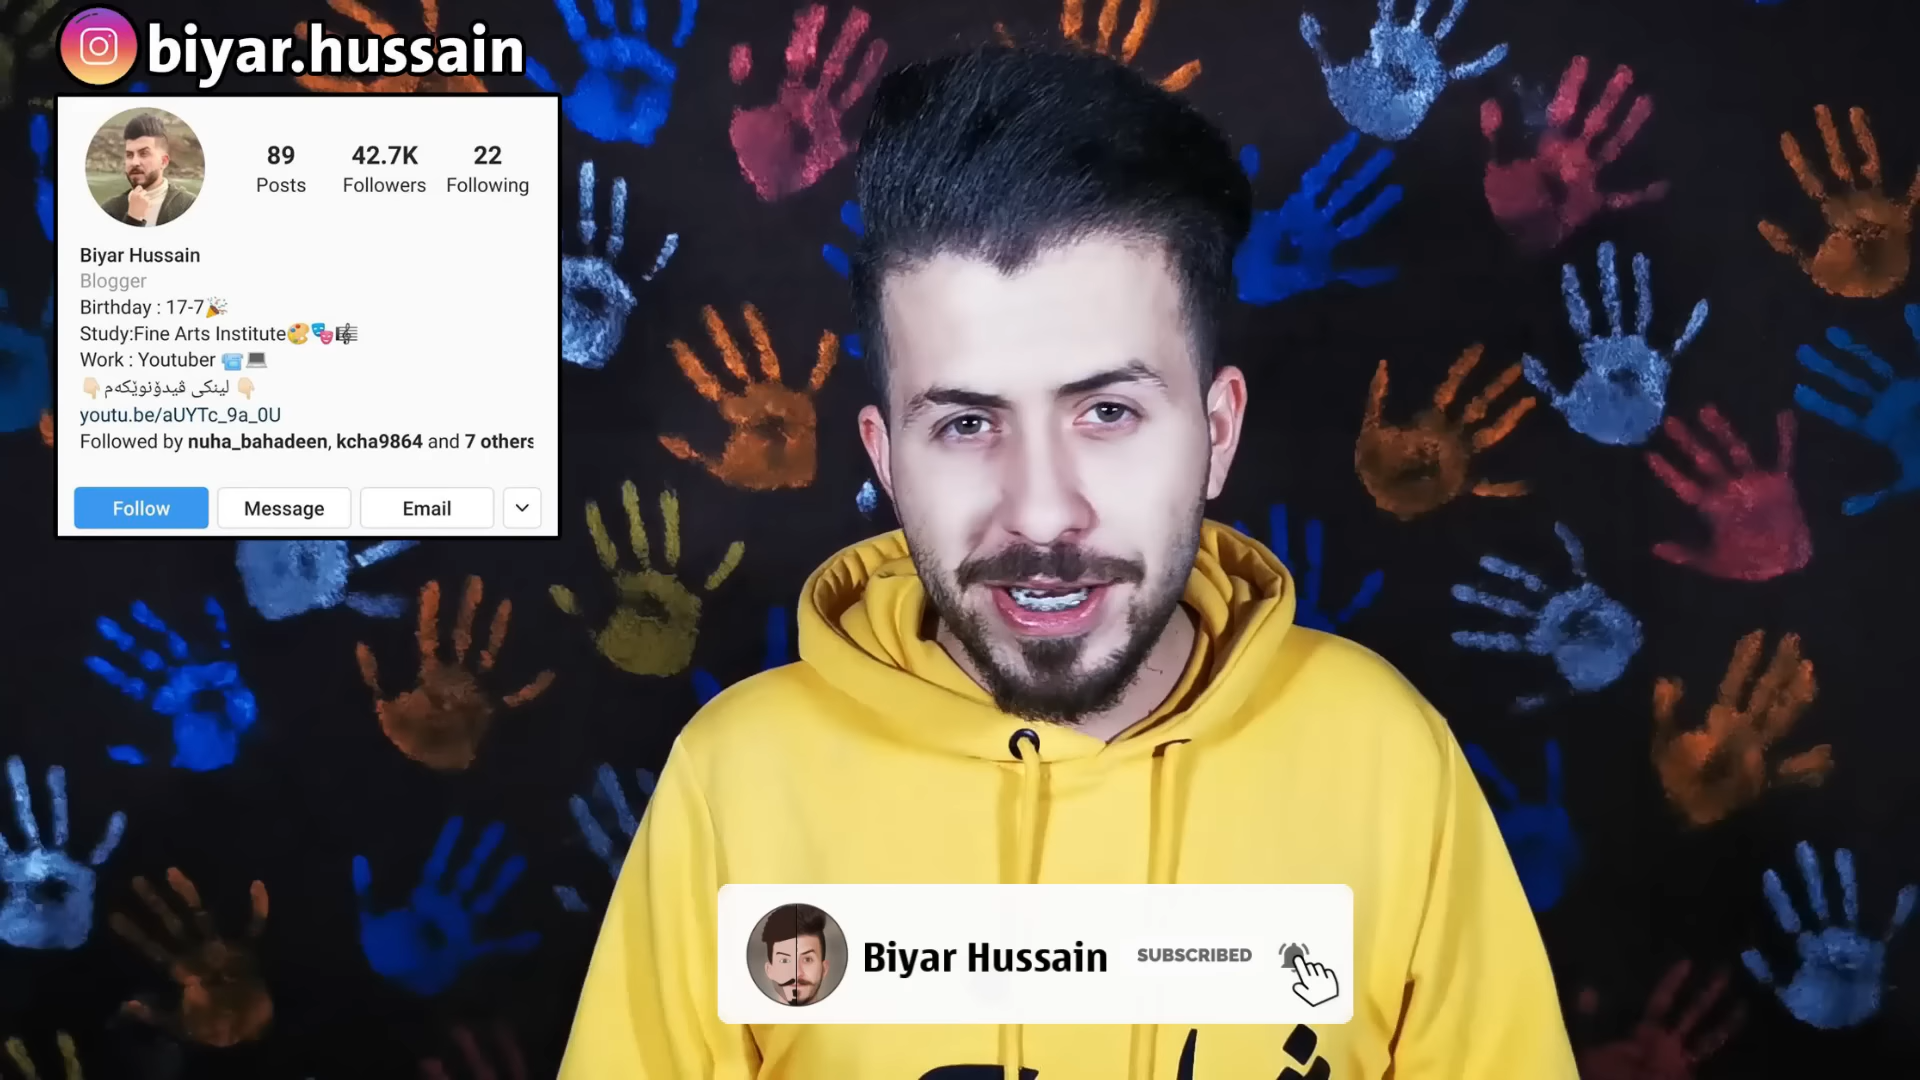 biyar.hussain
89 42.7K 22
Posts Followers Following
Biyar Hussain
Blogger
Birthday : 17-7🎉
Study:Fine Arts Institute🎨🎭🎼
Work : Youtuber 📹💻
👇🏻 لینکی ڤیدۆنوێکەم 👇🏻
youtu.be/aUYTc_9a_0U
Followed by nuha_bahadeen, kcha9864 and 7 others
Follow Message Email
Biyar Hussain SUBSCRIBED